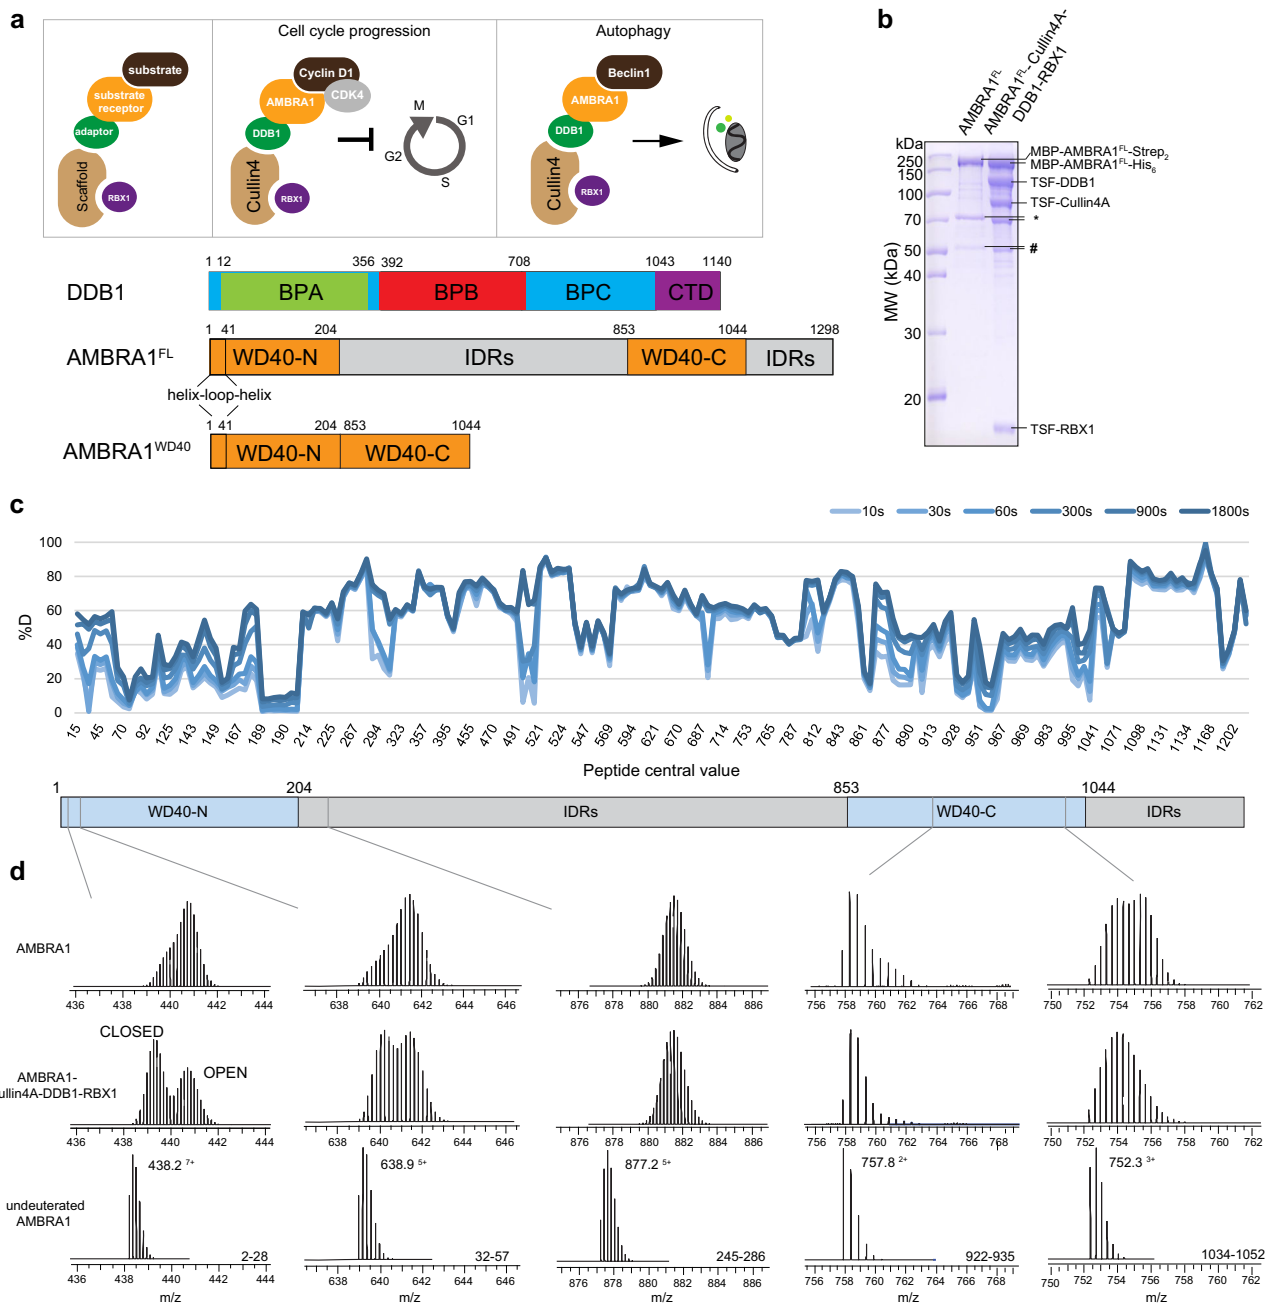 a
Cell cycle progression
Autophagy
substrate
substrate
receptor
adaptor
Scaffold
RBX1
Cyclin D1
AMBRA1
CDK4
DDB1
Cullin4
RBX1
M
G1
G2
S
Beclin1
AMBRA1
DDB1
Cullin4
RBX1
b
AMBRA1FL
AMBRA1FL-Cullin4A-
DDB1-RBX1
kDa
250
150
100
70
50
40
30
20
MW (kDa)
MBP-AMBRA1FL-Strep2
MBP-AMBRA1FL-His6
TSF-DDB1
TSF-Cullin4A
*
#
TSF-RBX1
1 12 356 392 708 1043 1140
DDB1 BPA BPB BPC CTD
1 41 204 853 1044 1298
AMBRA1FL WD40-N IDRs WD40-C IDRs
helix-loop-helix
1 41 204 853 1044
AMBRA1WD40 WD40-N WD40-C
c
10s 30s 60s 300s 900s 1800s
100
80
60
40
20
0
%D
15 45 70 92 125 143 149 167 189 190 214 225 267 294 323 357 395 455 470 491 521 524 547 569 594 621 670 687 714 753 765 787 812 843 861 877 890 913 928 951 967 969 983 995 1041 1071 1098 1131 1134 1168 1202
Peptide central value
1 204 853 1044
WD40-N IDRs WD40-C IDRs
d
AMBRA1
436 438 440 442 444
638 640 642 644 646
876 878 880 882 884 886
756 758 760 762 764 766 768
750 752 754 756 758 760 762
CLOSED
OPEN
AMBRA1-
ullin4A-DDB1-RBX1
436 438 440 442 444
638 640 642 644 646
876 878 880 882 884 886
756 758 760 762 764 766 768
750 752 754 756 758 760 762
undeuterated
AMBRA1
438.2 7+
638.9 5+
877.2 5+
757.8 2+
752.3 3+
2-28
32-57
245-286
922-935
1034-1052
436 438 440 442 444
638 640 642 644 646
876 878 880 882 884 886
756 758 760 762 764 766 768
750 752 754 756 758 760 762
m/z m/z m/z m/z m/z